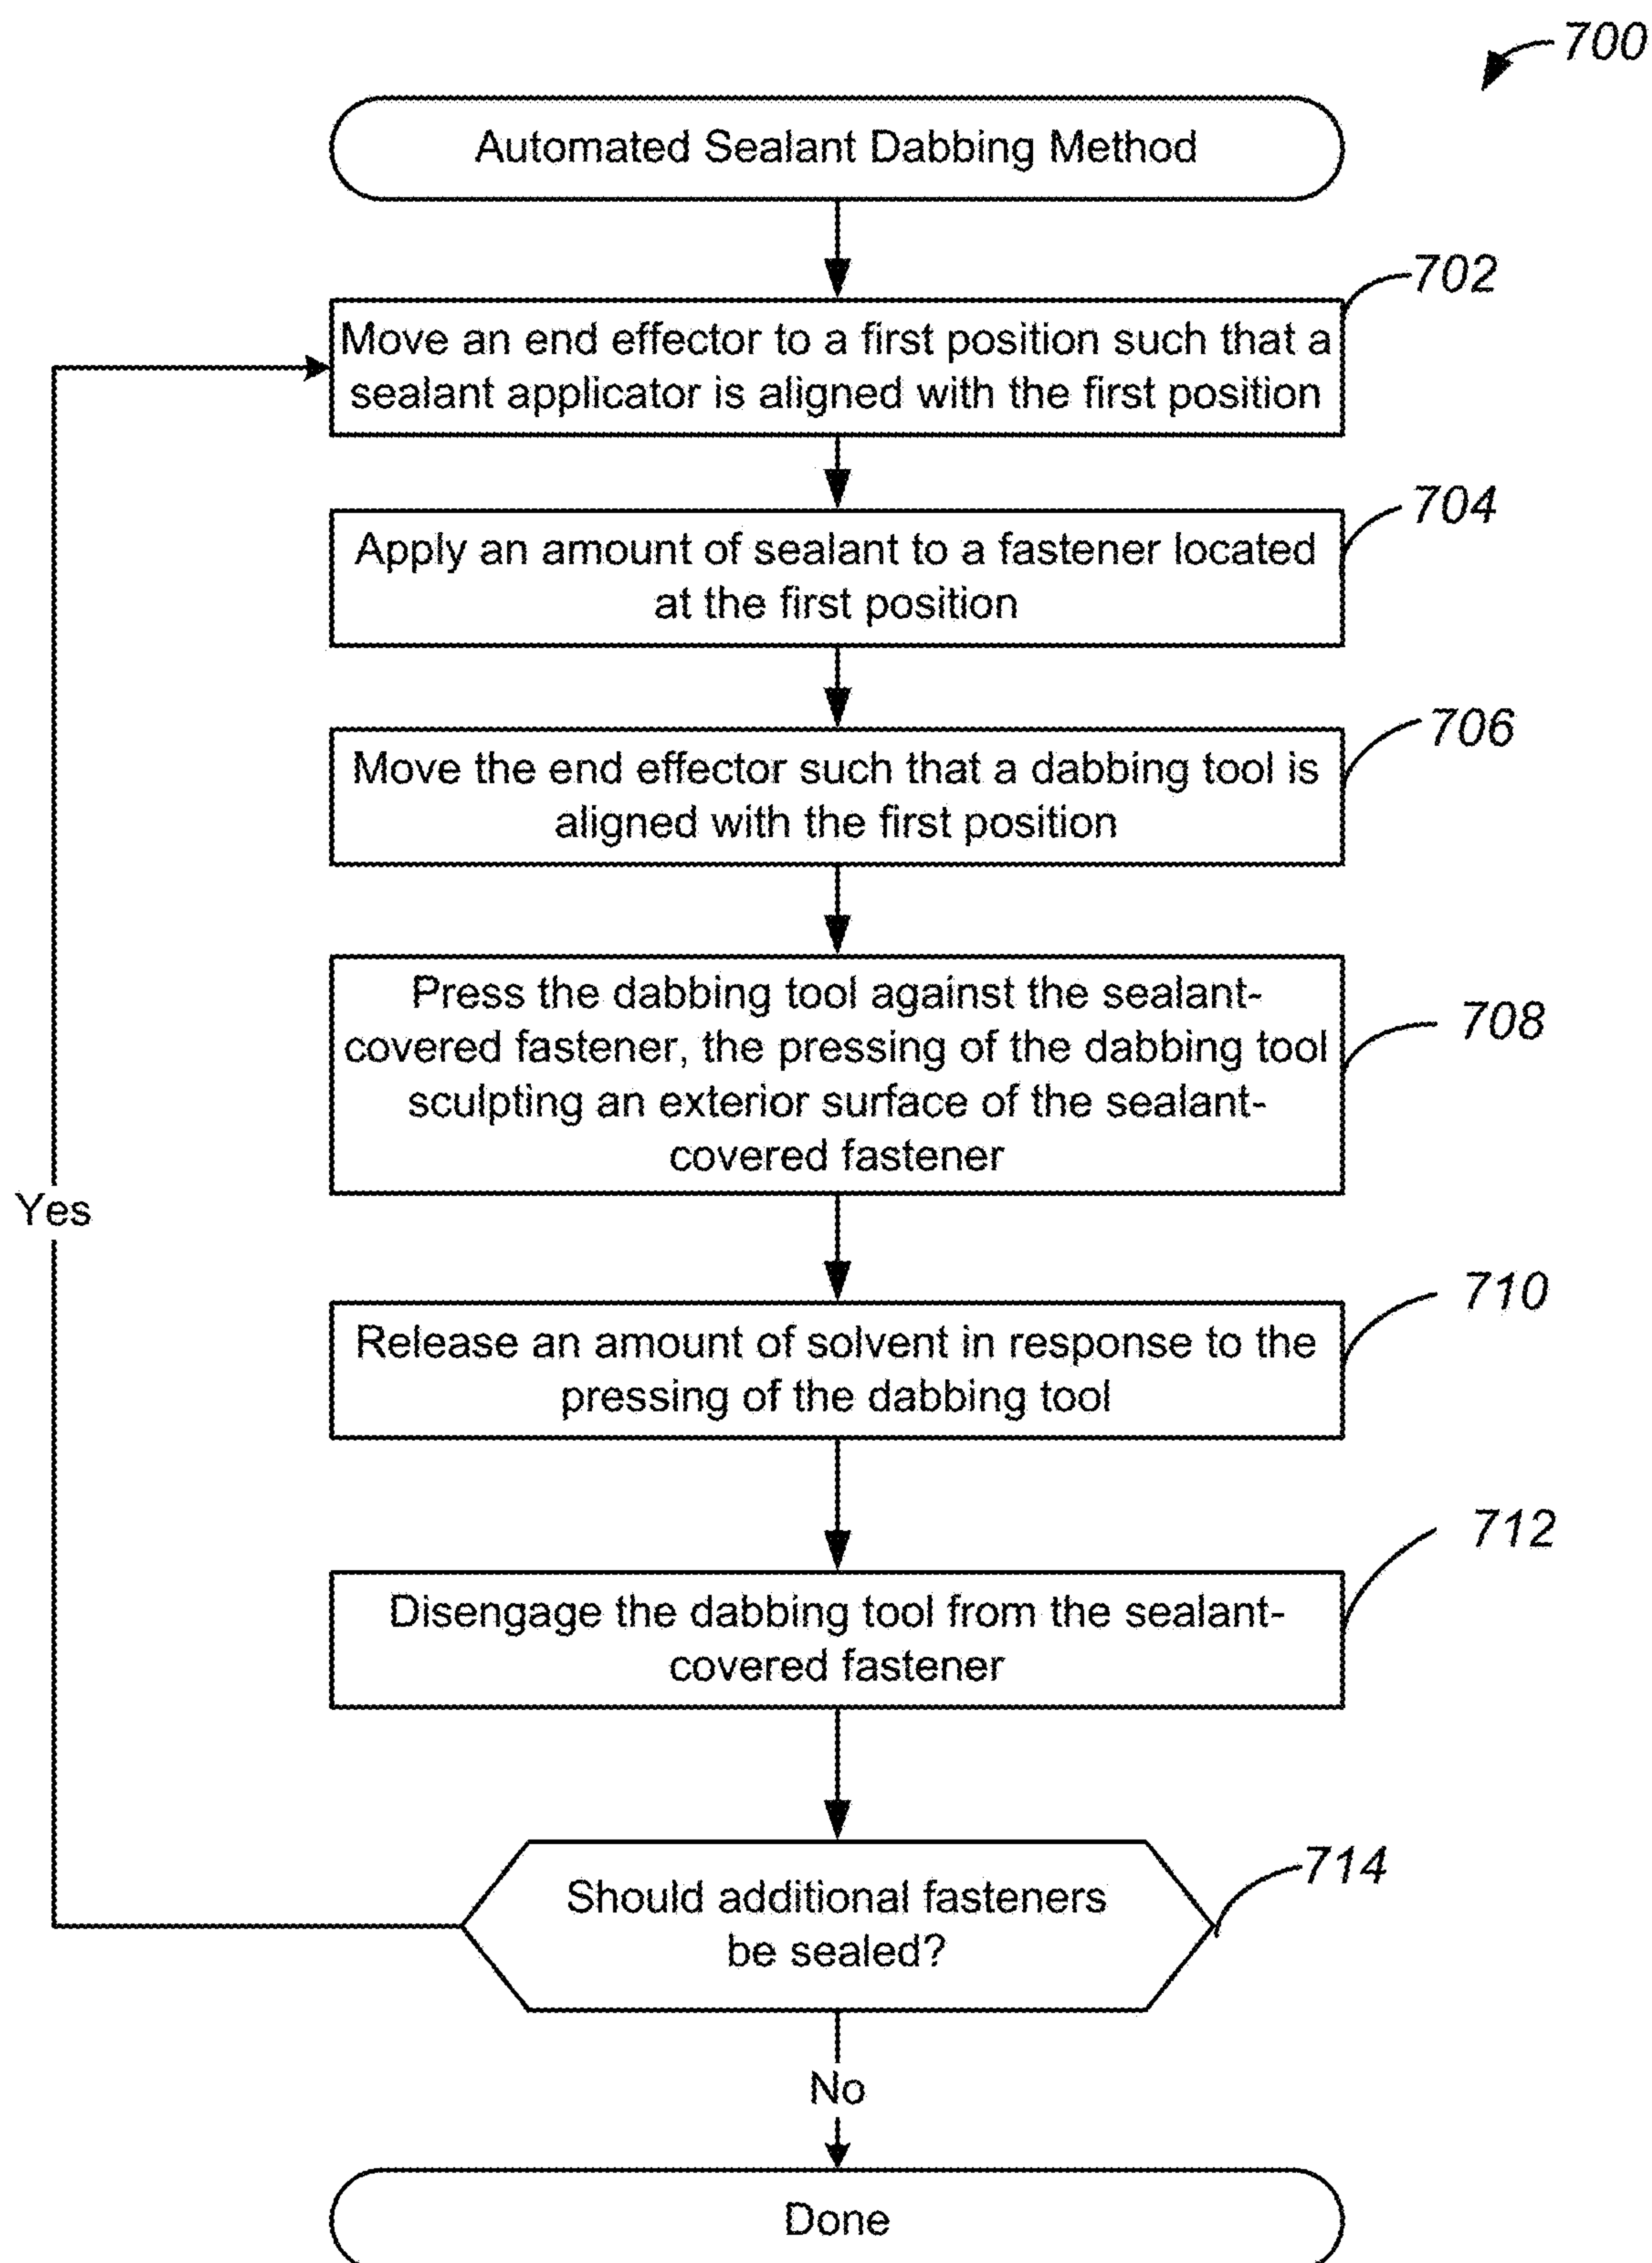 700
Automated Sealant Dabbing Method
702
Move an end effector to a first position such that a
sealant applicator is aligned with the first position
704
Apply an amount of sealant to a fastener located
at the first position
706
Move the end effector such that a dabbing tool is
aligned with the first position
708
Press the dabbing tool against the sealant-
covered fastener, the pressing of the dabbing tool
sculpting an exterior surface of the sealant-
covered fastener
Yes
710
Release an amount of solvent in response to the
pressing of the dabbing tool
712
Disengage the dabbing tool from the sealant-
covered fastener
714
Should additional fasteners
be sealed?
No
Done